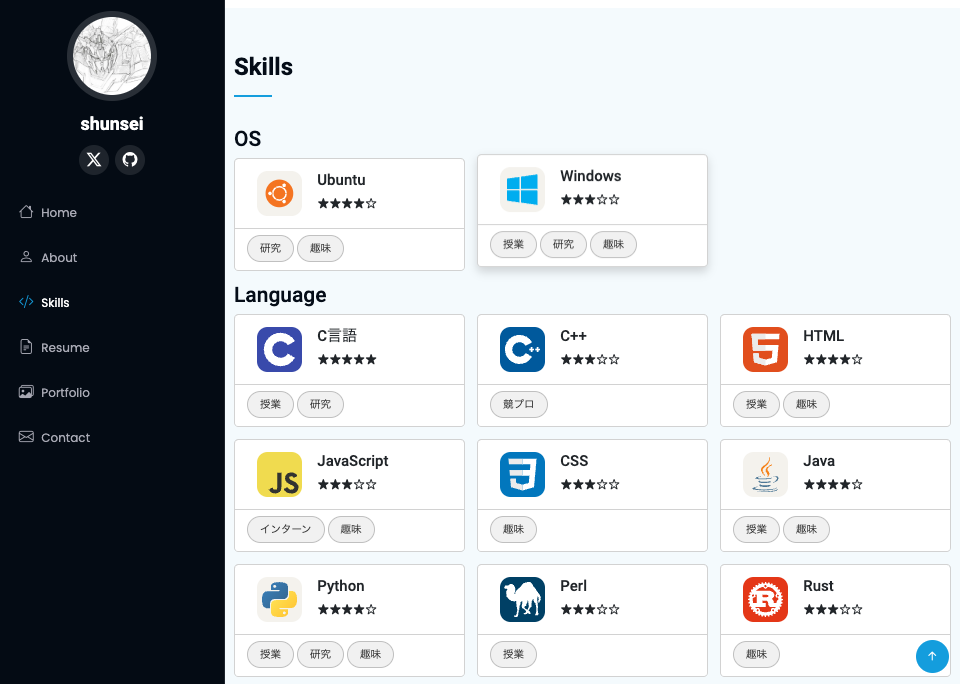 shunsei
Home
About
Skills
Resume
Portfolio
Contact
Skills
OS
Ubuntu
★★★★☆
研究 趣味
Windows
★★★☆☆
授業 研究 趣味
Language
C言語
★★★★★
授業 研究
C++
★★★☆☆
競プロ
HTML
★★★★☆
授業 趣味
JS
JavaScript
★★★☆☆
インターン 趣味
CSS
★★★☆☆
趣味
Java
★★★★☆
授業 趣味
Python
★★★★☆
授業 研究 趣味
Perl
★★★☆☆
授業
Rust
★★★☆☆
趣味